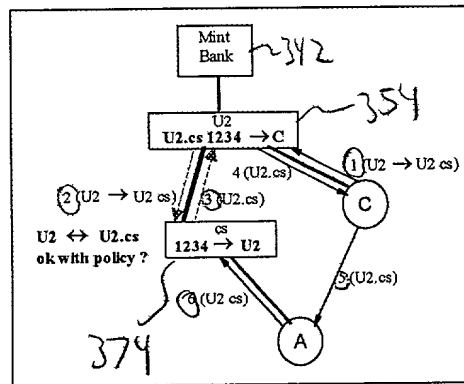 Mint
Bank
342
U2
U2.cs 1234 → C
354
1 (U2 → U2 cs)
4 (U2.cs)
2 (U2 → U2 cs)
3 (U2.cs)
C
U2 ↔ U2.cs
ok with policy ?
cs
1234 → U2
5 (U2.cs)
6 (U2 cs)
A
374